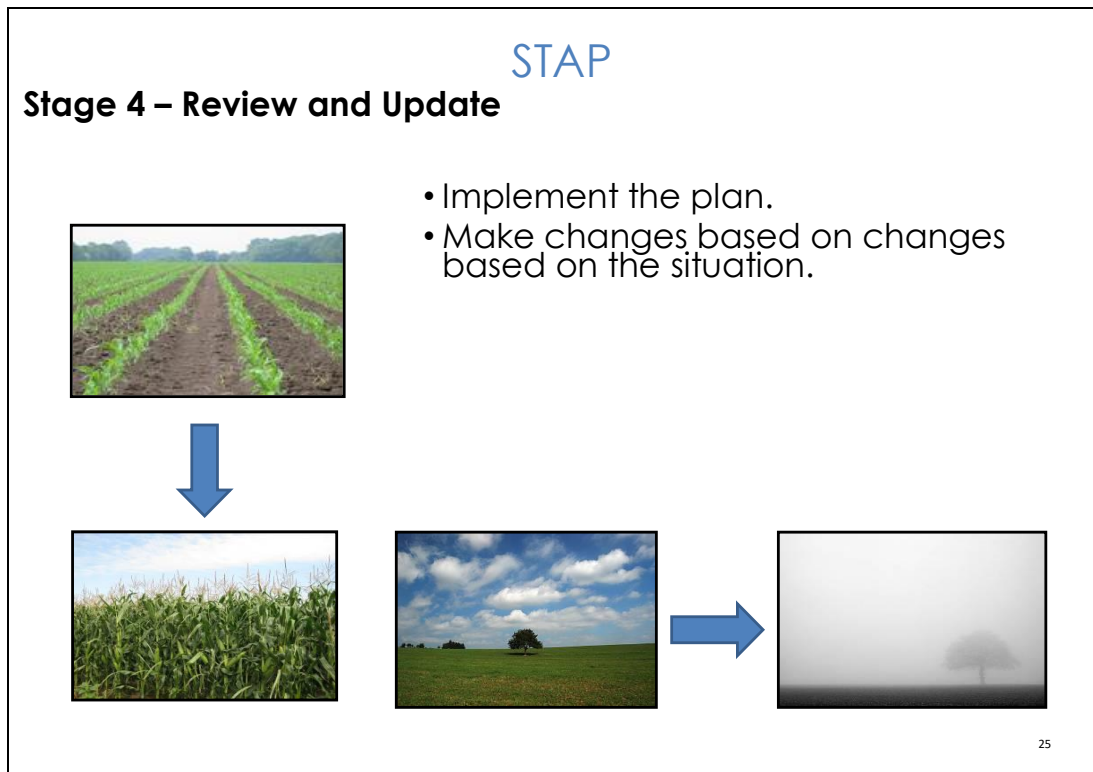 STAP
Stage 4 – Review and Update
• Implement the plan.
• Make changes based on changes
based on the situation.
25